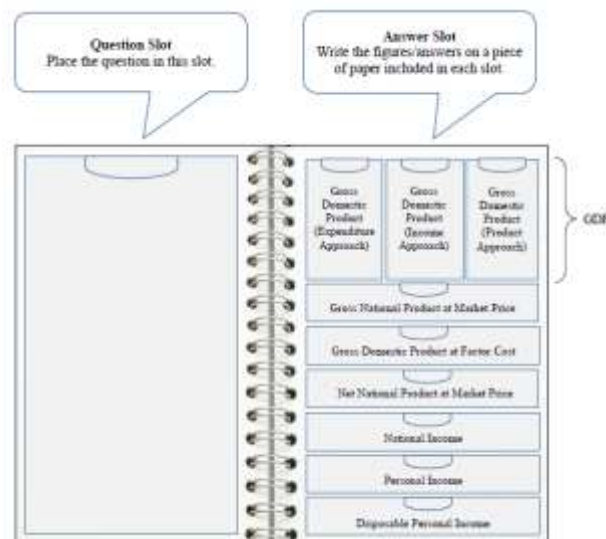 Question Slot
Place the question in this slot.
Answer Slot
Write the figures/answers on a piece
of paper included in each slot
Gross
Domestic
Product
(Expenditure
Approach)
Gross
Domestic
Product
(Income
Approach)
Gross
Domestic
Product
(Product
Approach)
GDP
Gross National Product at Market Price
Gross Domestic Product at Factor Cost
Net National Product at Market Price
National Income
Personal Income
Disposable Personal Income